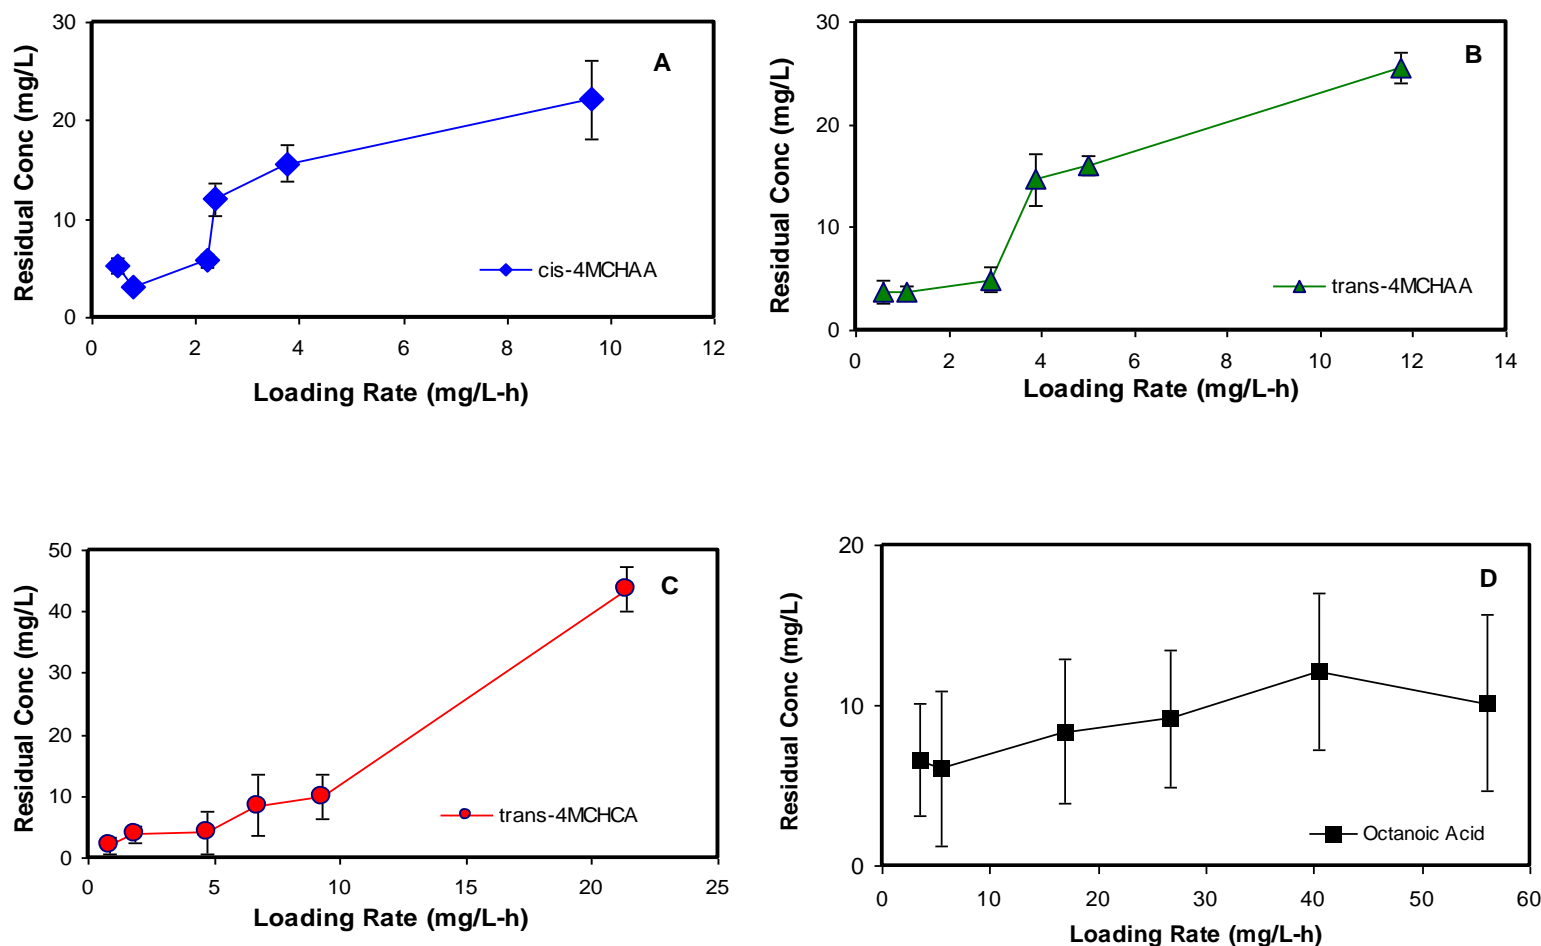 Residual Conc (mg/L)
30
20
10
0
A
cis-4MCHAA
0 2 4 6 8 10 12
Loading Rate (mg/L-h)
Residual Conc (mg/L)
30
20
10
0
B
trans-4MCHAA
0 2 4 6 8 10 12 14
Loading Rate (mg/L-h)
Residual Conc (mg/L)
50
40
30
20
10
0
C
trans-4MCHCA
0 5 10 15 20 25
Loading Rate (mg/L-h)
Residual Conc (mg/L)
20
10
0
D
Octanoic Acid
0 10 20 30 40 50 60
Loading Rate (mg/L-h)